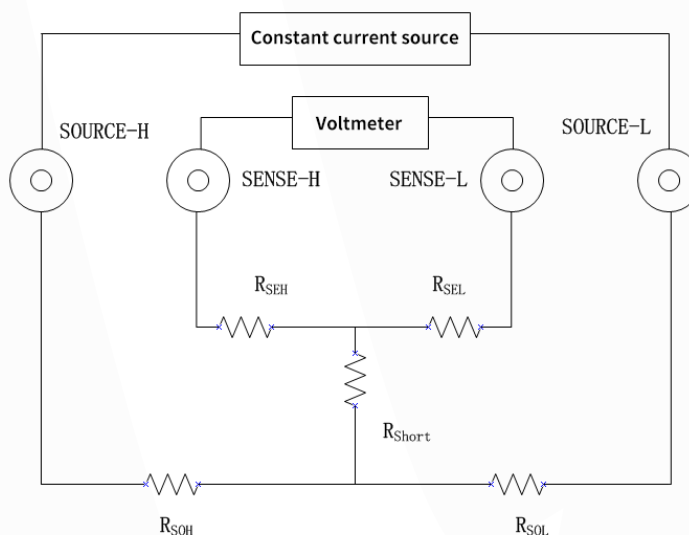 Constant current source
SOURCE-H
Voltmeter
SOURCE-L
SENSE-H
SENSE-L
RSEH
RSEL
RShort
RSOH
RSOL